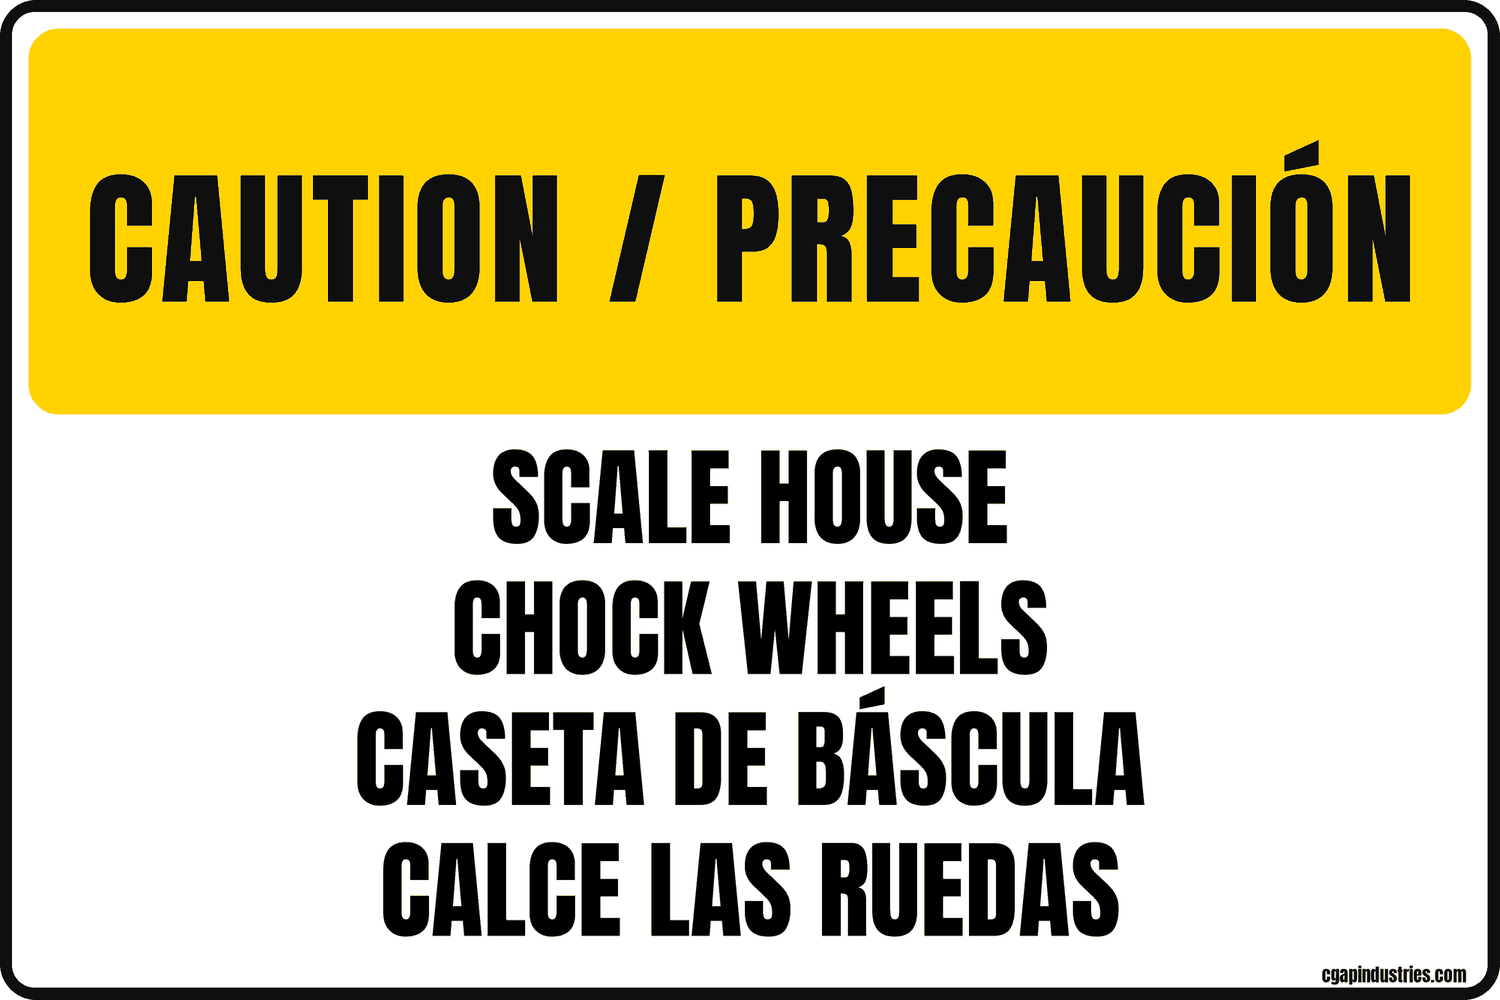 CAUTION / PRECAUCIÓN
SCALE HOUSE
CHOCK WHEELS
CASETA DE BÁSCULA
CALCE LAS RUEDAS
cgapindustries.com